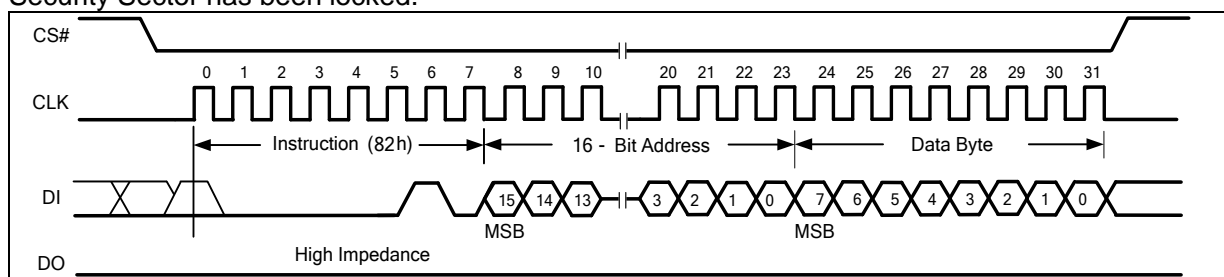 Security Sector has been locked.
CS#
0 1 2 3 4 5 6 7 8 9 10 20 21 22 23 24 25 26 27 28 29 30 31
CLK
Instruction (82h) 16 - Bit Address Data Byte
DI 15 14 13 3 2 1 0 7 6 5 4 3 2 1 0
MSB MSB
High Impedance
DO